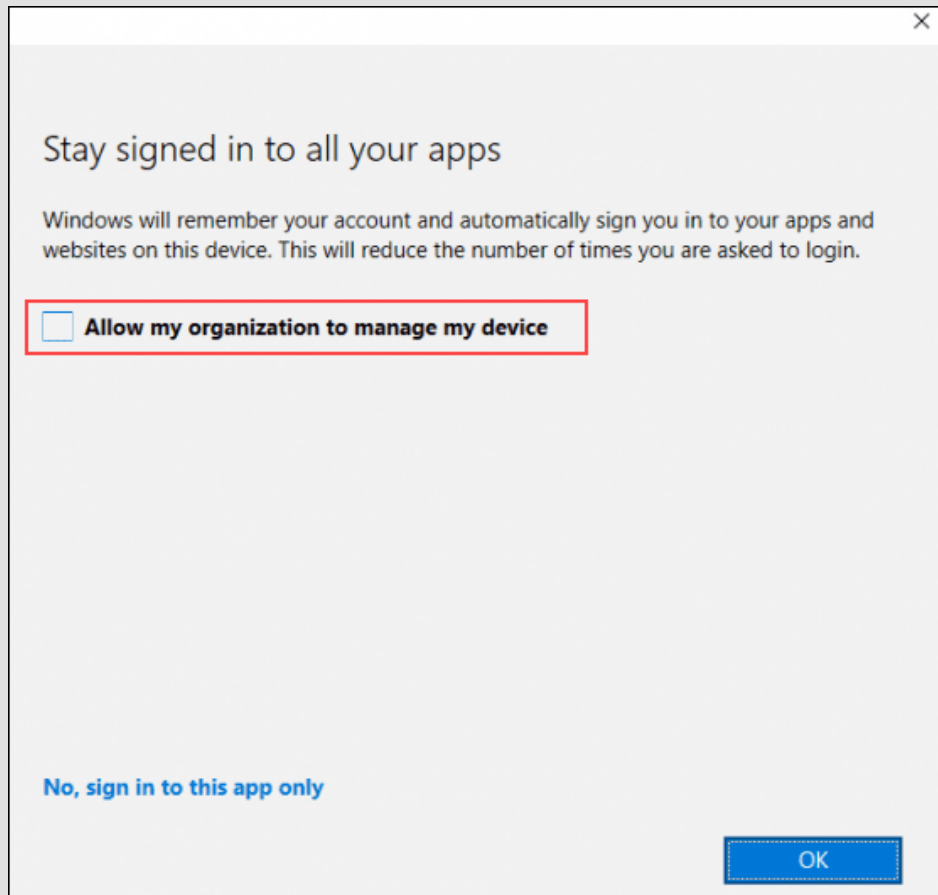 Stay signed in to all your apps
Windows will remember your account and automatically sign you in to your apps and
websites on this device. This will reduce the number of times you are asked to login.
Allow my organization to manage my device
No, sign in to this app only
OK